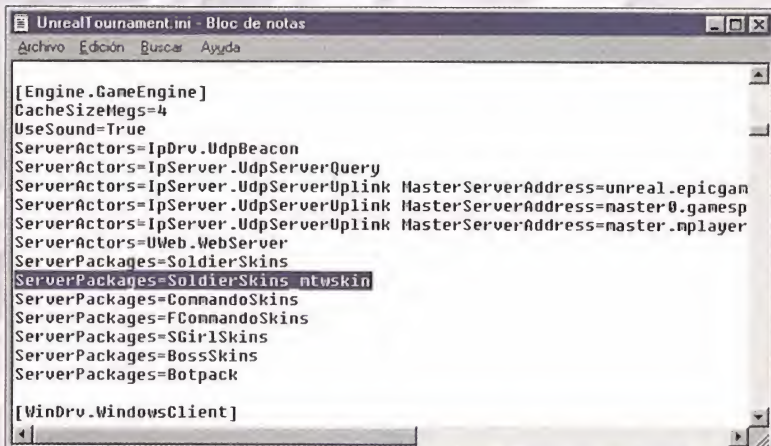 UnrealTournament.ini - Bloc de notas
Archivo Edición Buscar Ayuda
[Engine.GameEngine]
CacheSizeMegs=4
UseSound=True
ServerActors=IpDrv.UdpBeacon
ServerActors=IpServer.UdpServerQuery
ServerActors=IpServer.UdpServerUplink MasterServerAddress=unreal.epicgam
ServerActors=IpServer.UdpServerUplink MasterServerAddress=master0.gamesp
ServerActors=IpServer.UdpServerUplink MasterServerAddress=master.mplayer
ServerActors=UWeb.WebServer
ServerPackages=SoldierSkins
ServerPackages=SoldierSkins_mtwskin
ServerPackages=CommandoSkins
ServerPackages=FCommandoSkins
ServerPackages=SGirlSkins
ServerPackages=BossSkins
ServerPackages=Botpack
[WinDrv.WindowsClient]